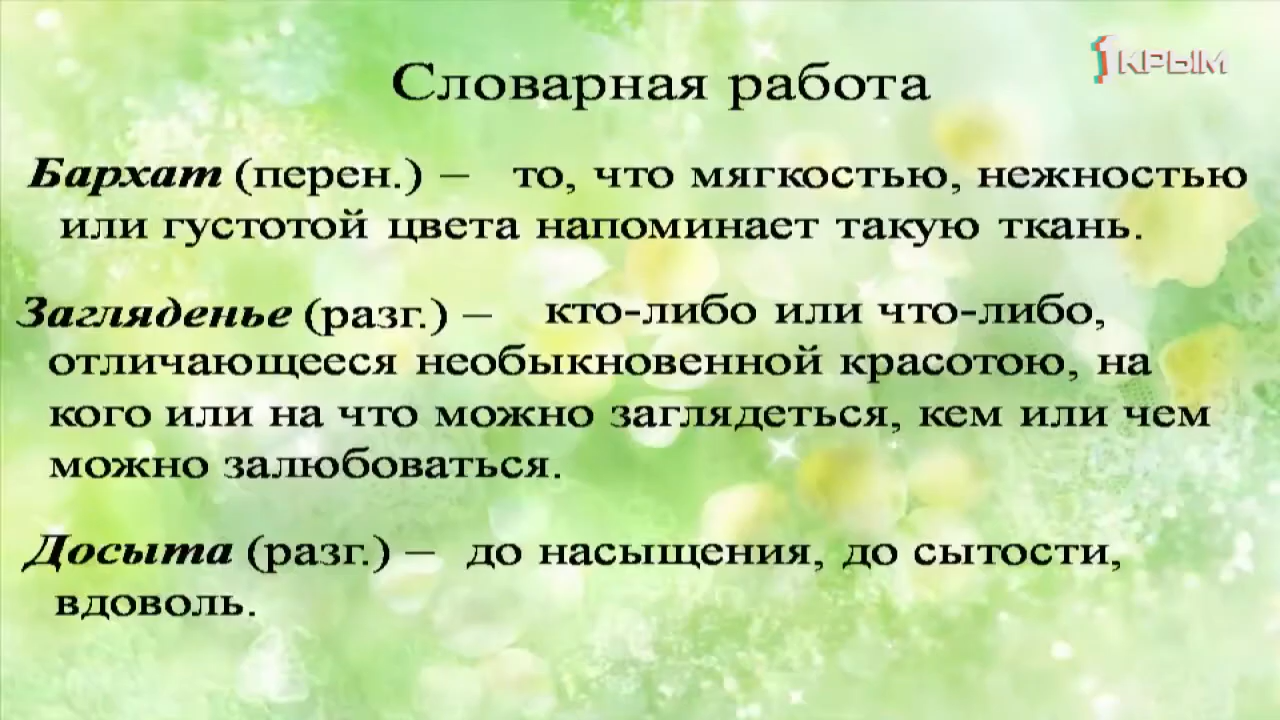 1 КРЫМ
Словарная работа
Бархат (перен.) – то, что мягкостью, нежностью
или густотой цвета напоминает такую ткань.
Загляденье (разг.) – кто-либо или что-либо,
отличающееся необыкновенной красотою, на
кого или на что можно заглядеться, кем или чем
можно залюбоваться.
Досыта (разг.) – до насыщения, до сытости,
вдоволь.